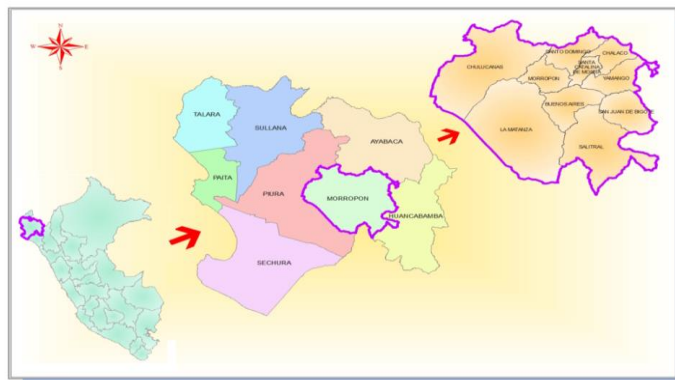 N
E
S
TALARA
SULLANA
AYABACA
PAITA
PIURA
MORROPON
HUANCABAMBA
SECHURA
SANTO DOMINGO
CHALACO
CHULUCANAS
SANTA
CATALINA
DE MOSSA
YAMANGO
MORROPON
BUENOS AIRES
SAN JUAN DE BIGOTE
LA MATANZA
SALITRAL